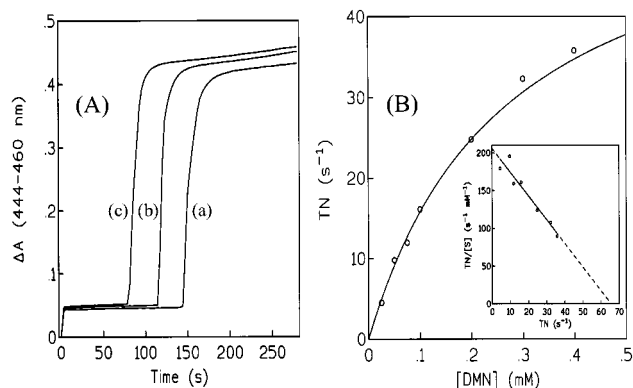 (A)
ΔA (444-460 nm)
.5
.4
.3
.2
.1
0
(c)
(b)
(a)
0
50
100
150
200
250
Time (s)
(B)
TN (s⁻¹)
40
30
20
10
0
0
.1
.2
.3
.4
.5
[DMN] (mM)
TN/[S] (s⁻¹ mM⁻¹)
200
150
100
50
0
0 10 20 30 40 50 60 70
TN (s⁻¹)